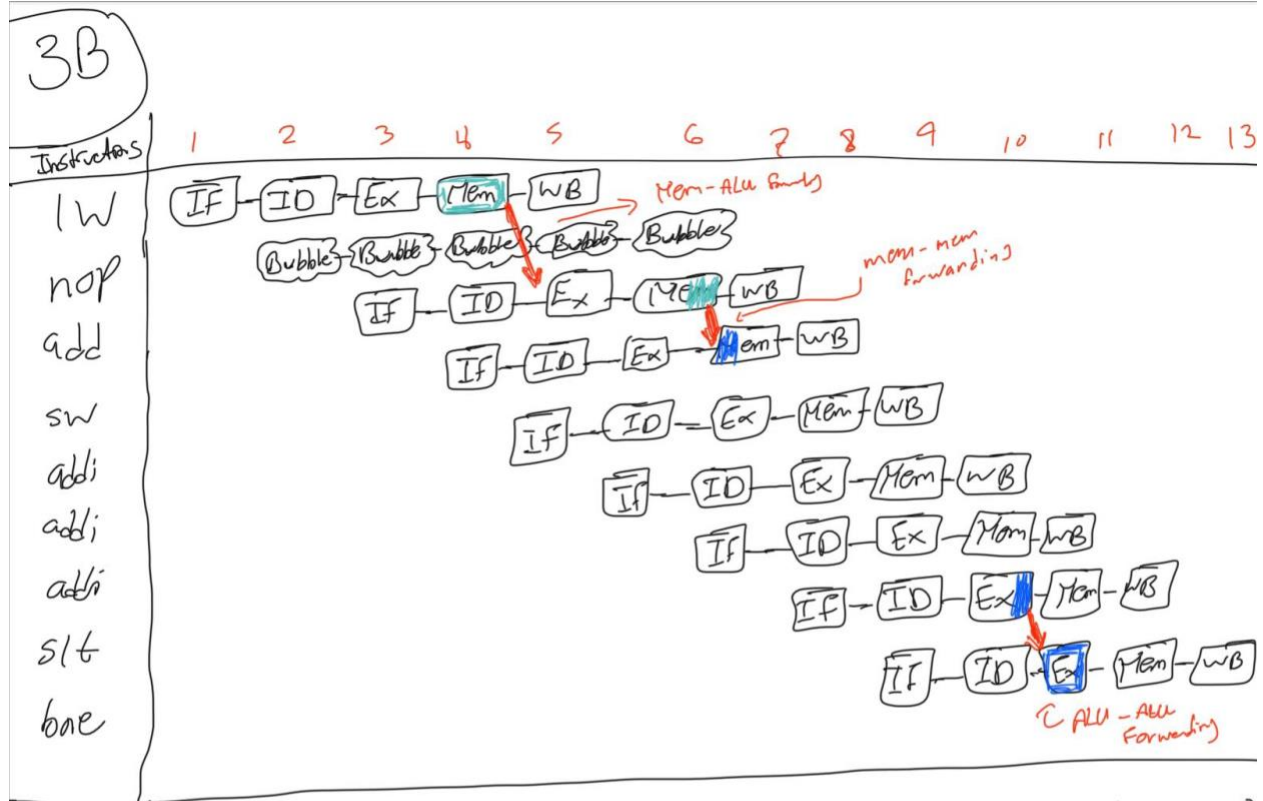 3B
Instructions 1 2 3 4 5 6 7 8 9 10 11 12 13
lw IF ID Ex Mem WB Mem-ALU
nop Bubble Bubble Bubble Bubble Bubble mem-mem forwarding
add IF ID Ex Mem WB
sw If ID Ex Mem WB
addi If ID Ex Mem WB
addi If ID Ex Mem WB
addi If ID Ex Mem WB
slt IF ID Ex Mem WB
bne IF ID Ex Mem WB
ALU-ALU Forwarding